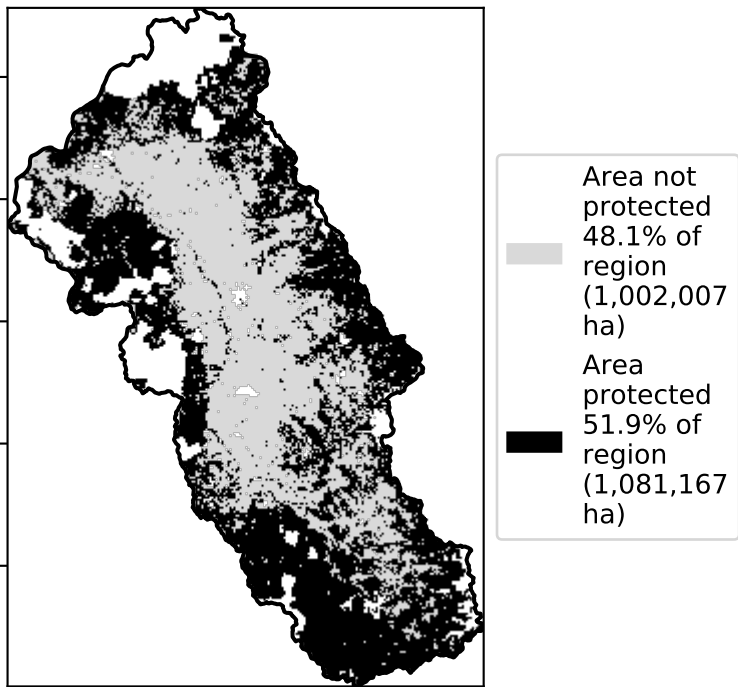 Area not
protected
48.1% of
region
(1,002,007
ha)
Area
protected
51.9% of
region
(1,081,167
ha)